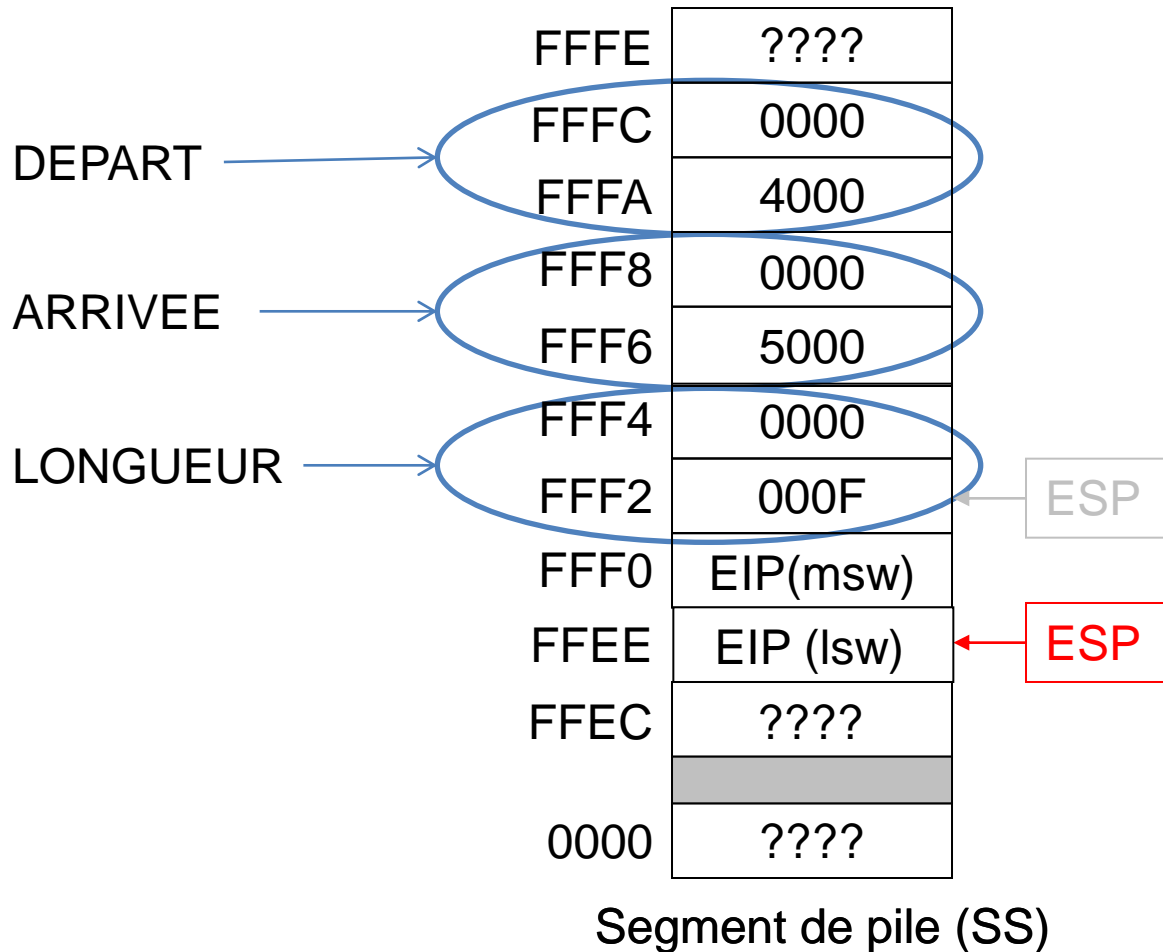 FFFE ????
FFFC 0000
DEPART
FFFA 4000
FFF8 0000
ARRIVEE
FFF6 5000
FFF4 0000
LONGUEUR
FFF2 000F ESP
FFF0 EIP(msw)
FFEE EIP (lsw) ESP
FFEC ????
0000 ????
Segment de pile (SS)